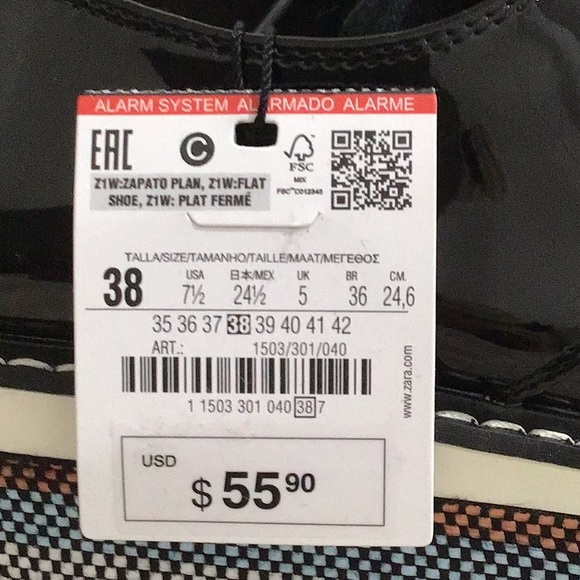 ALARM SYSTEM ALARMADO ALARME
EAC C FSC
MIX
FSC™C012345
Z1W:ZAPATO PLAN, Z1W:FLAT
SHOE, Z1W: PLAT FERMÉ
TALLA/SIZE/TAMANHO/TAILLE/MAAT/ΜΕΓΕΘΟΣ
USA 日本/MEX UK BR CM.
38 7½ 24½ 5 36 24,6
35 36 37 38 39 40 41 42
ART.: 1503/301/040
1 1503 301 040 38 7
www.zara.com
USD
$ 55 90